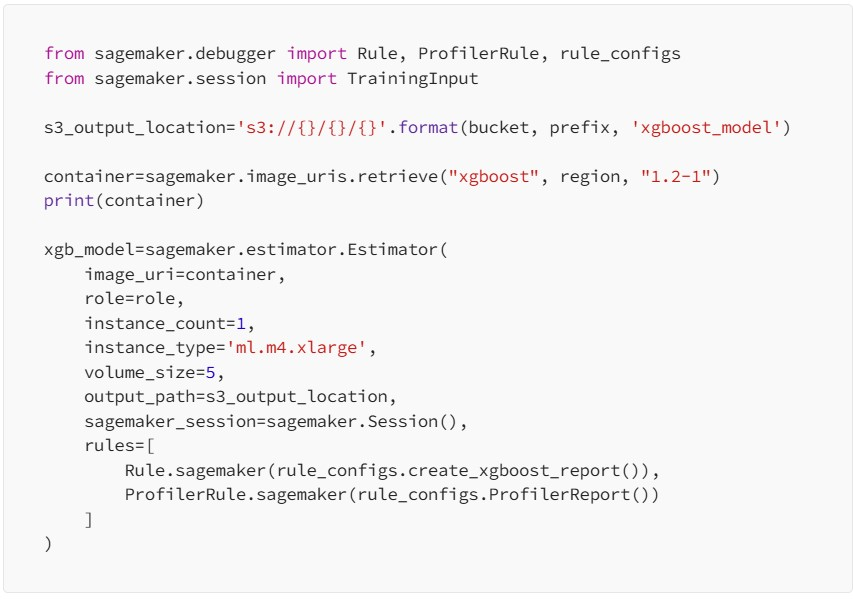 from sagemaker.debugger import Rule, ProfilerRule, rule_configs
from sagemaker.session import TrainingInput

s3_output_location='s3://{}/{}/{}'.format(bucket, prefix, 'xgboost_model')

container=sagemaker.image_uris.retrieve("xgboost", region, "1.2-1")
print(container)

xgb_model=sagemaker.estimator.Estimator(
    image_uri=container,
    role=role,
    instance_count=1,
    instance_type='ml.m4.xlarge',
    volume_size=5,
    output_path=s3_output_location,
    sagemaker_session=sagemaker.Session(),
    rules=[
        Rule.sagemaker(rule_configs.create_xgboost_report()),
        ProfilerRule.sagemaker(rule_configs.ProfilerReport())
    ]
)